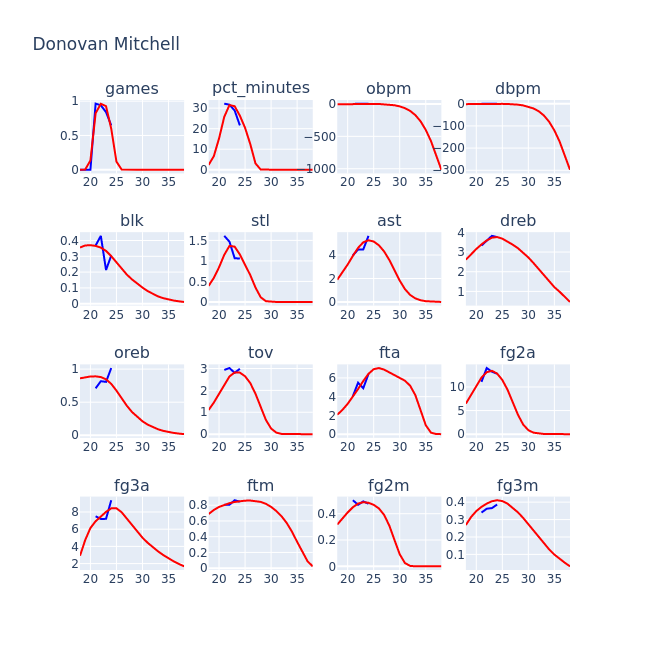 Donovan Mitchell
games pct_minutes obpm dbpm
1 0.5 0 20 25 30 35
30 20 10 0 20 25 30 35
0 −500 1000 20 25 30 35
0 −100 −200 −300 20 25 30 35
blk stl ast dreb
0.4 0.3 0.2 0.1 0 20 25 30 35
1.5 1 0.5 0 20 25 30 35
4 2 0 20 25 30 35
4 3 2 1 20 25 30 35
oreb tov fta fg2a
1 0.5 0 20 25 30 35
3 2 1 0 20 25 30 35
6 4 2 0 20 25 30 35
10 5 0 20 25 30 35
fg3a ftm fg2m fg3m
8 6 4 2 20 25 30 35
0.8 0.6 0.4 0.2 0 20 25 30 35
0.4 0.2 0 20 25 30 35
0.4 0.3 0.2 0.1 20 25 30 35